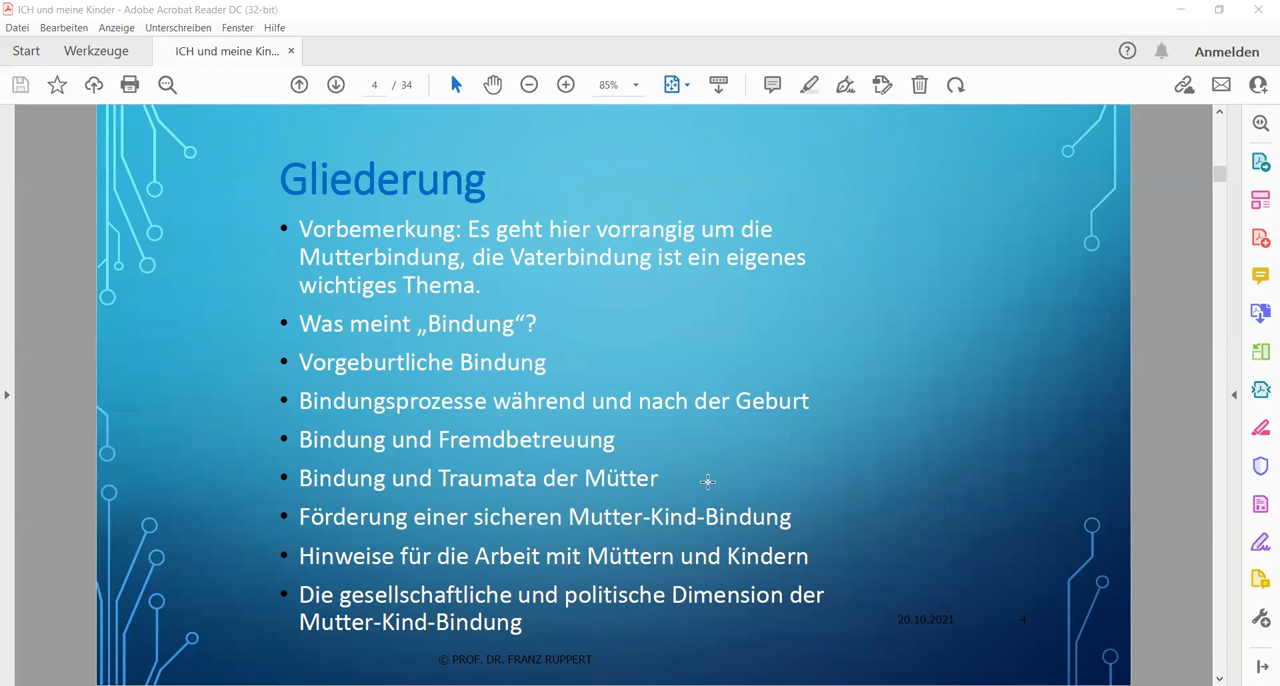 ICH und meine Kinder - Adobe Acrobat Reader DC (32-bit)
Datei Bearbeiten Anzeige Unterschreiben Fenster Hilfe
Start Werkzeuge ICH und meine Kin... × Anmelden
4 / 34 85%
Gliederung
• Vorbemerkung: Es geht hier vorrangig um die
Mutterbindung, die Vaterbindung ist ein eigenes
wichtiges Thema.
• Was meint „Bindung“?
• Vorgeburtliche Bindung
• Bindungsprozesse während und nach der Geburt
• Bindung und Fremdbetreuung
• Bindung und Traumata der Mütter
• Förderung einer sicheren Mutter-Kind-Bindung
• Hinweise für die Arbeit mit Müttern und Kindern
• Die gesellschaftliche und politische Dimension der
Mutter-Kind-Bindung
20.10.2021 4
© PROF. DR. FRANZ RUPPERT